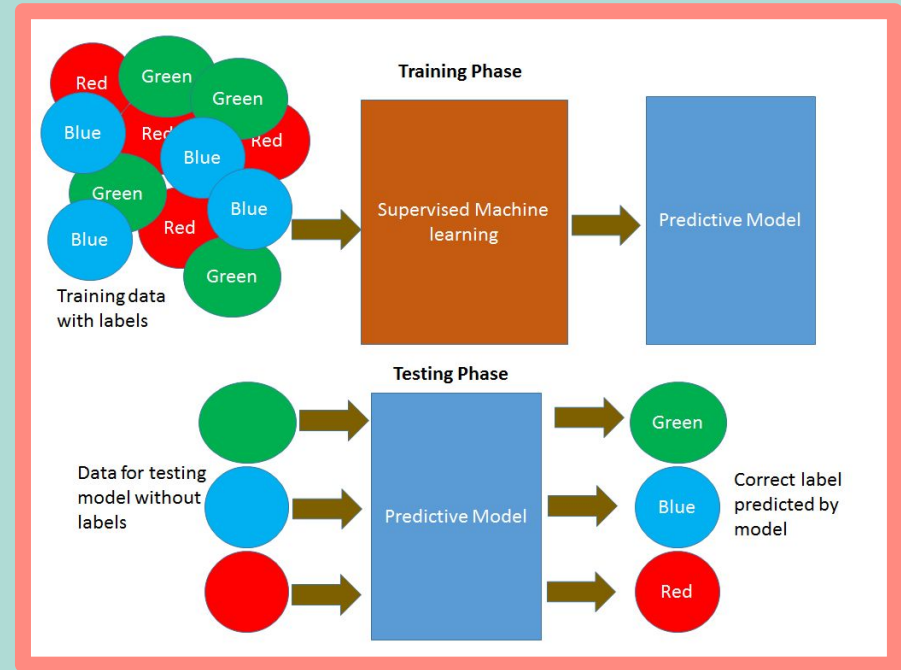 Training Phase
Red
Green
Green
Blue
Red
Red
Blue
Green
Blue
Red
Blue
Green
Training data
with labels
Supervised Machine
learning
Predictive Model
Testing Phase
Data for testing
model without
labels
Predictive Model
Green
Blue
Red
Correct label
predicted by
model